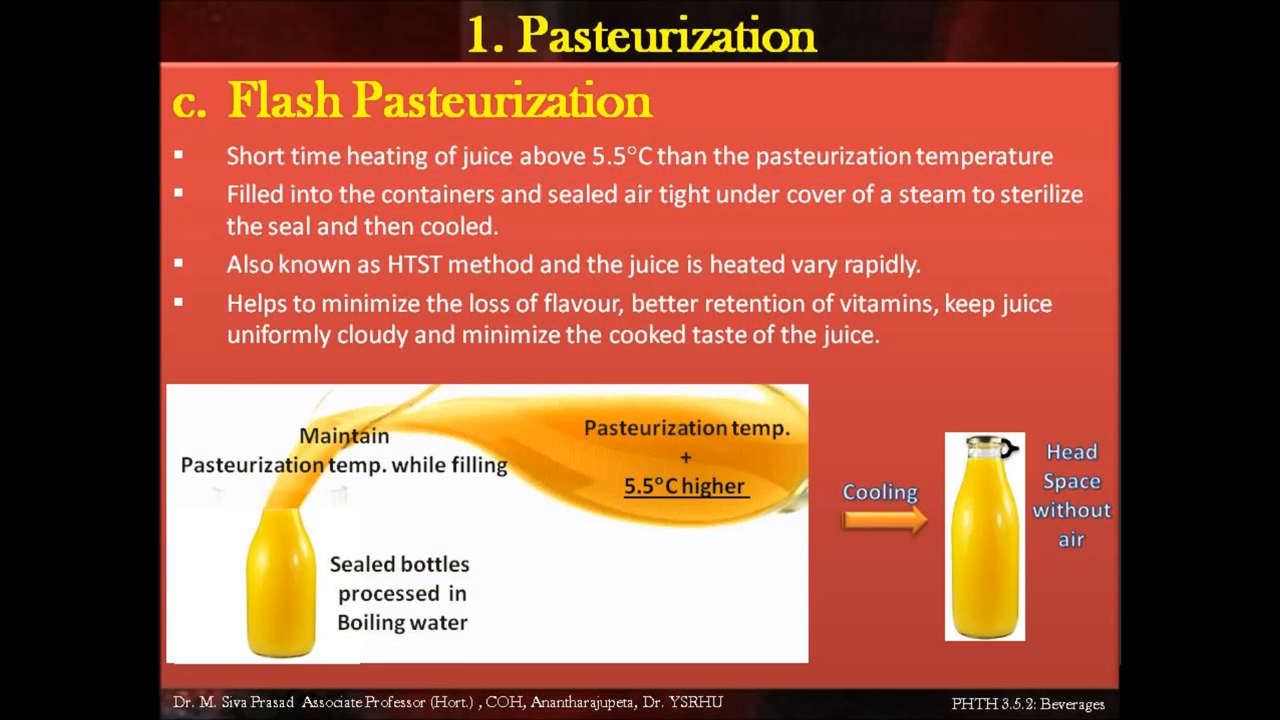 1. Pasteurization
c. Flash Pasteurization
▪ Short time heating of juice above 5.5°C than the pasteurization temperature
▪ Filled into the containers and sealed air tight under cover of a steam to sterilize
the seal and then cooled.
▪ Also known as HTST method and the juice is heated vary rapidly.
▪ Helps to minimize the loss of flavour, better retention of vitamins, keep juice
uniformly cloudy and minimize the cooked taste of the juice.
Maintain
Pasteurization temp. while filling
Pasteurization temp.
+
5.5°C higher
Sealed bottles
processed in
Boiling water
Cooling
Head
Space
without
air
Dr. M. Siva Prasad Associate Professor (Hort.) , COH, Anantharajupeta, Dr. YSRHU
PHTH 3.5.2: Beverages